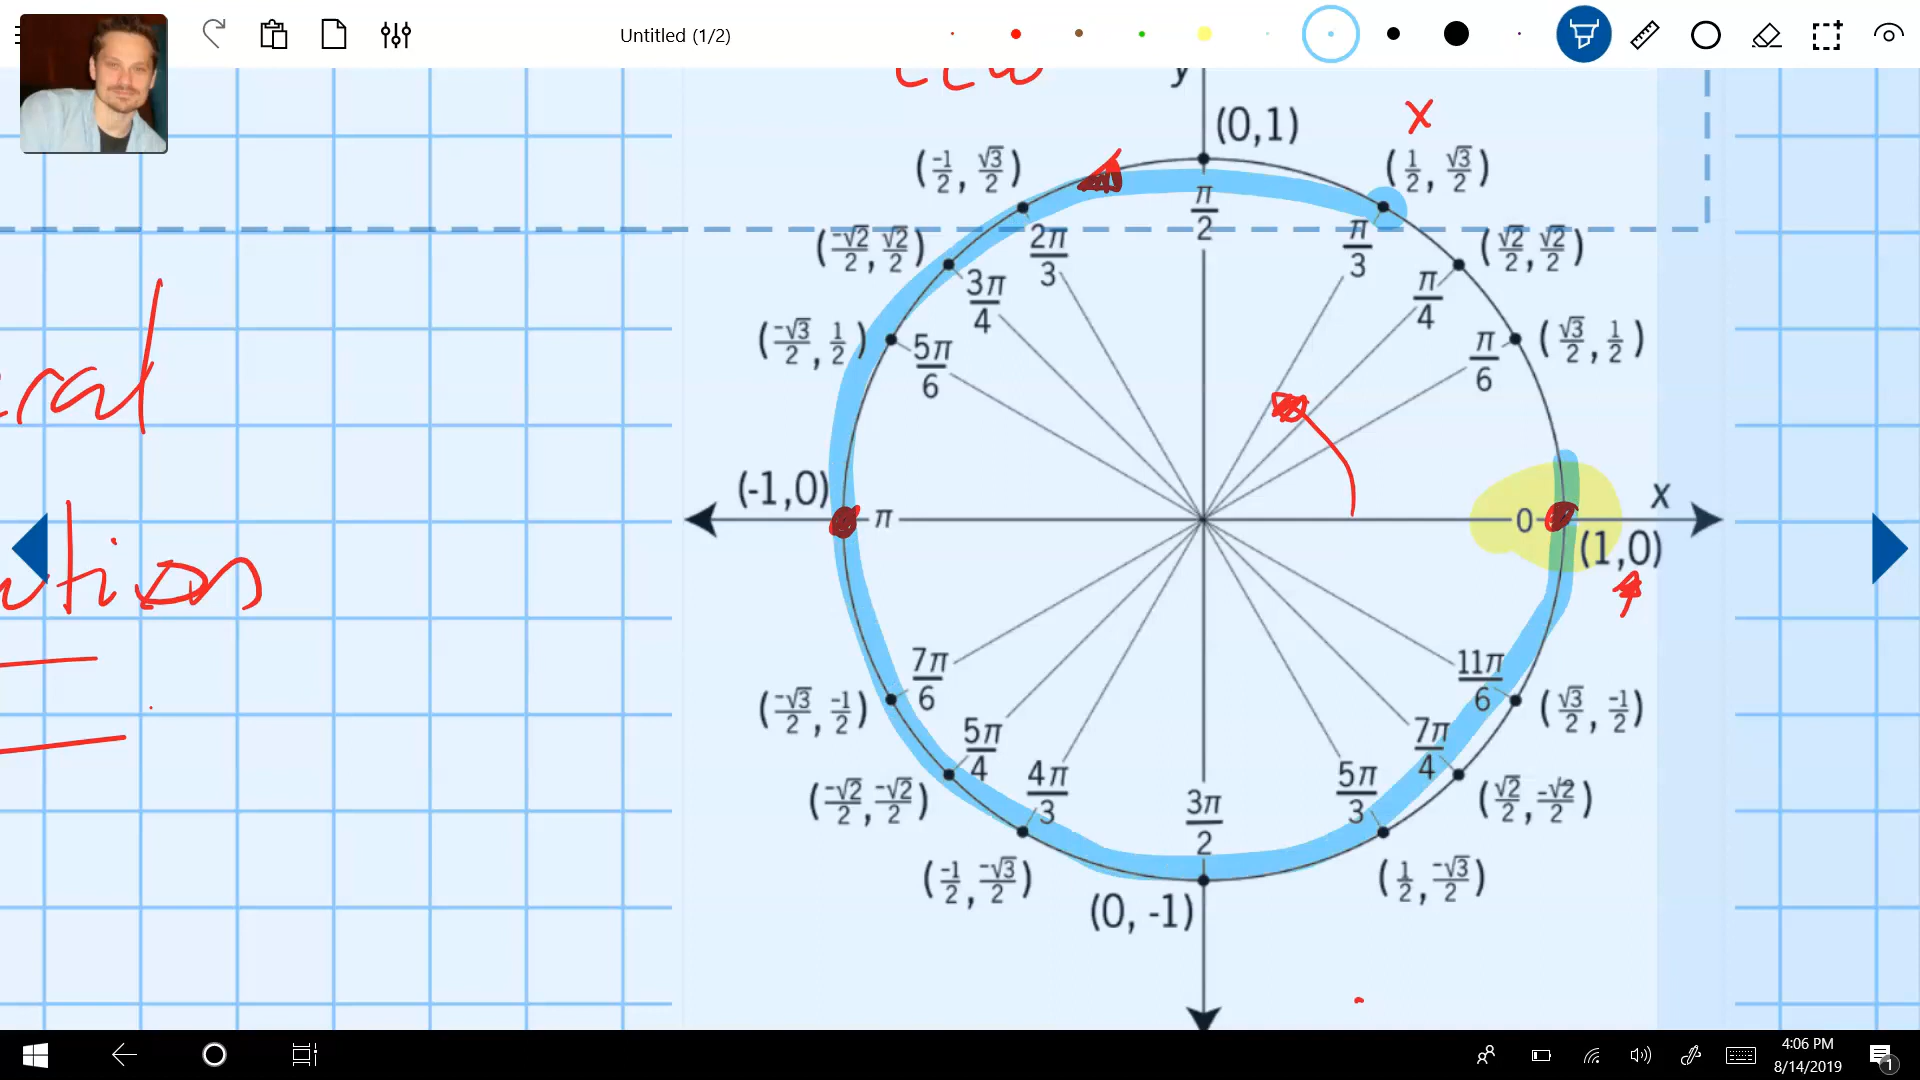 Untitled (1/2)
CCW
y
X
(0,1)
(-1/2, √3/2)
(1/2, √3/2)
π/2
(-√2/2, √2/2)
2π/3
π/3
(√2/2, √2/2)
3π/4
π/4
(-√3/2, 1/2)
5π/6
π/6
(√3/2, 1/2)
ral
(-1,0)
π
0
x
(1,0)
ution
7π/6
11π/6
(-√3/2, -1/2)
(√3/2, -1/2)
5π/4
7π/4
4π/3
3π/2
5π/3
(-√2/2, -√2/2)
(√2/2, -√2/2)
(-1/2, -√3/2)
(1/2, -√3/2)
(0, -1)
4:06 PM
8/14/2019
1